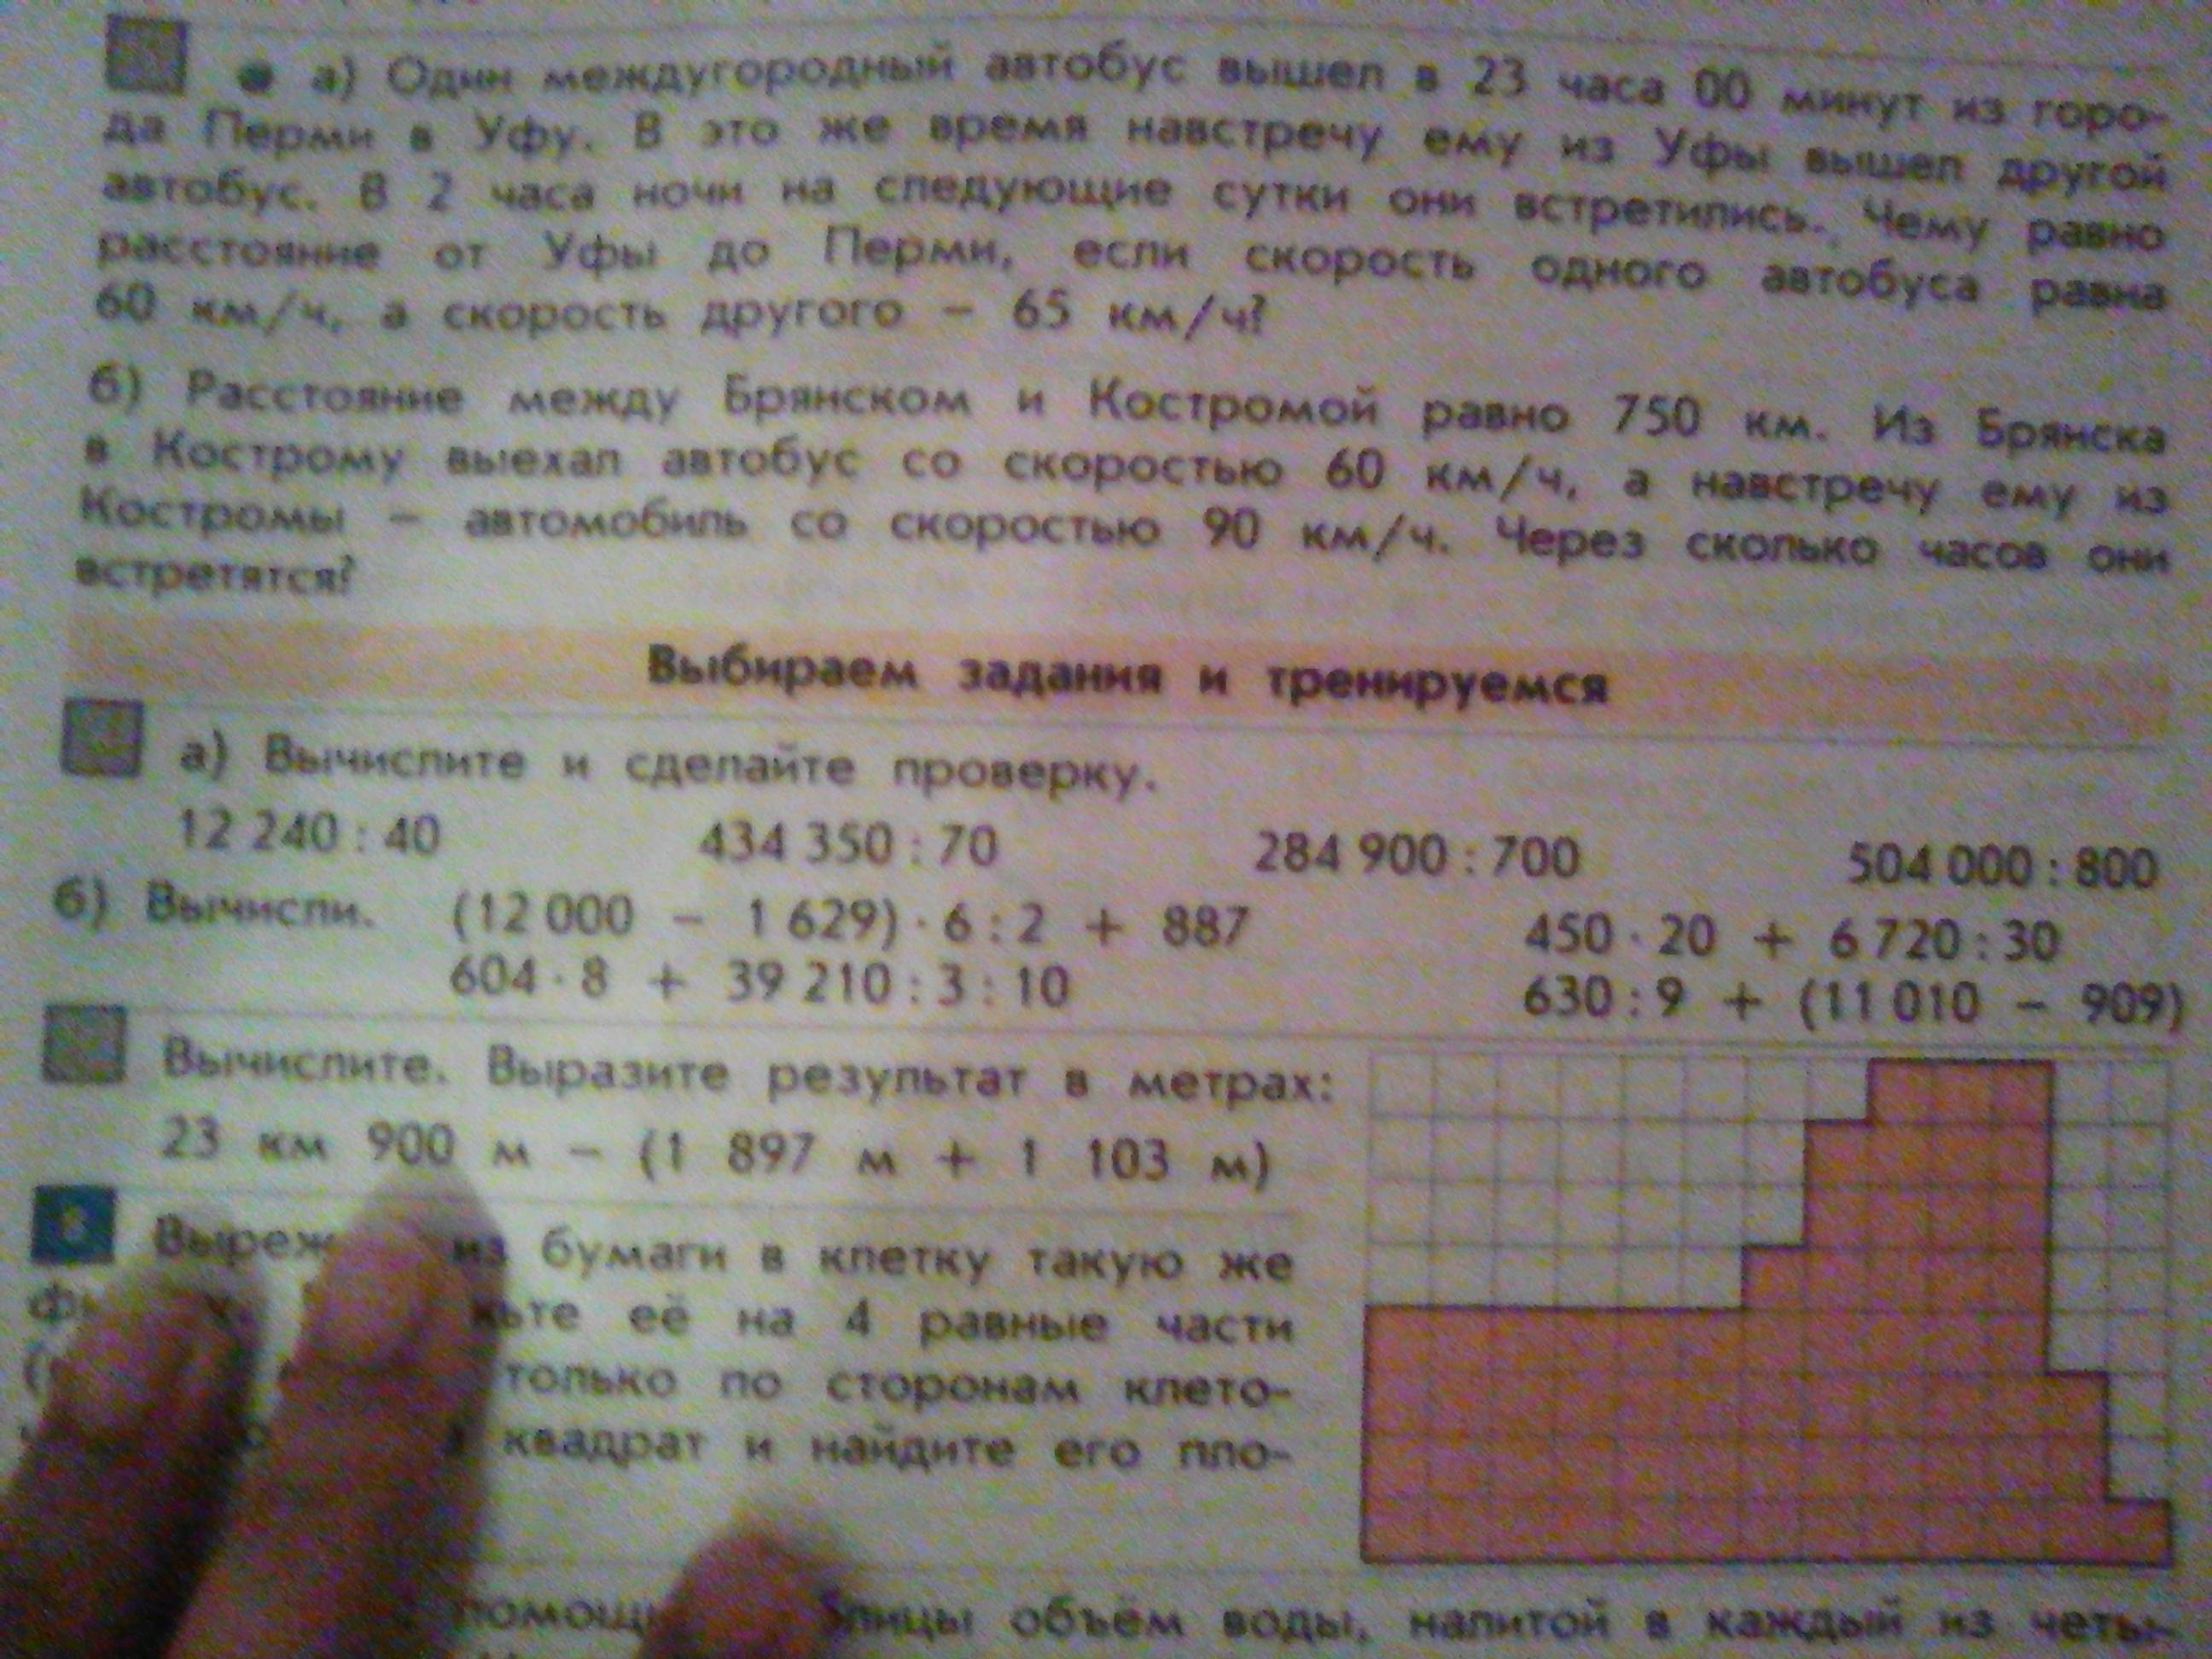 а) Один междугородный автобус вышел в 23 часа 00 минут из горо-
да Перми в Уфу. В это же время навстречу ему из Уфы вышел другой
автобус. В 2 часа ночи на следующие сутки они встретились. Чему равно
расстояние от Уфы до Перми, если скорость одного автобуса равна
60 км/ч, а скорость другого – 65 км/ч?
б) Расстояние между Брянском и Костромой равно 750 км. Из Брянска
в Кострому выехал автобус со скоростью 60 км/ч, а навстречу ему из
Костромы – автомобиль со скоростью 90 км/ч. Через сколько часов они
встретятся?
Выбираем задания и тренируемся
а) Вычислите и сделайте проверку.
12 240 : 40 434 350 : 70 284 900 : 700 504 000 : 800
б) Вычисли. (12 000 – 1 629) · 6 : 2 + 887 450 · 20 + 6 720 : 30
604 · 8 + 39 210 : 3 : 10 630 : 9 + (11 010 – 909)
Вычислите. Выразите результат в метрах:
23 км 900 м – (1 897 м + 1 103 м)
из бумаги в клетку такую же
её на 4 равные части
только по сторонам клето-
квадрат и найдите его пло-
объём воды, налитой в каждый из четы-